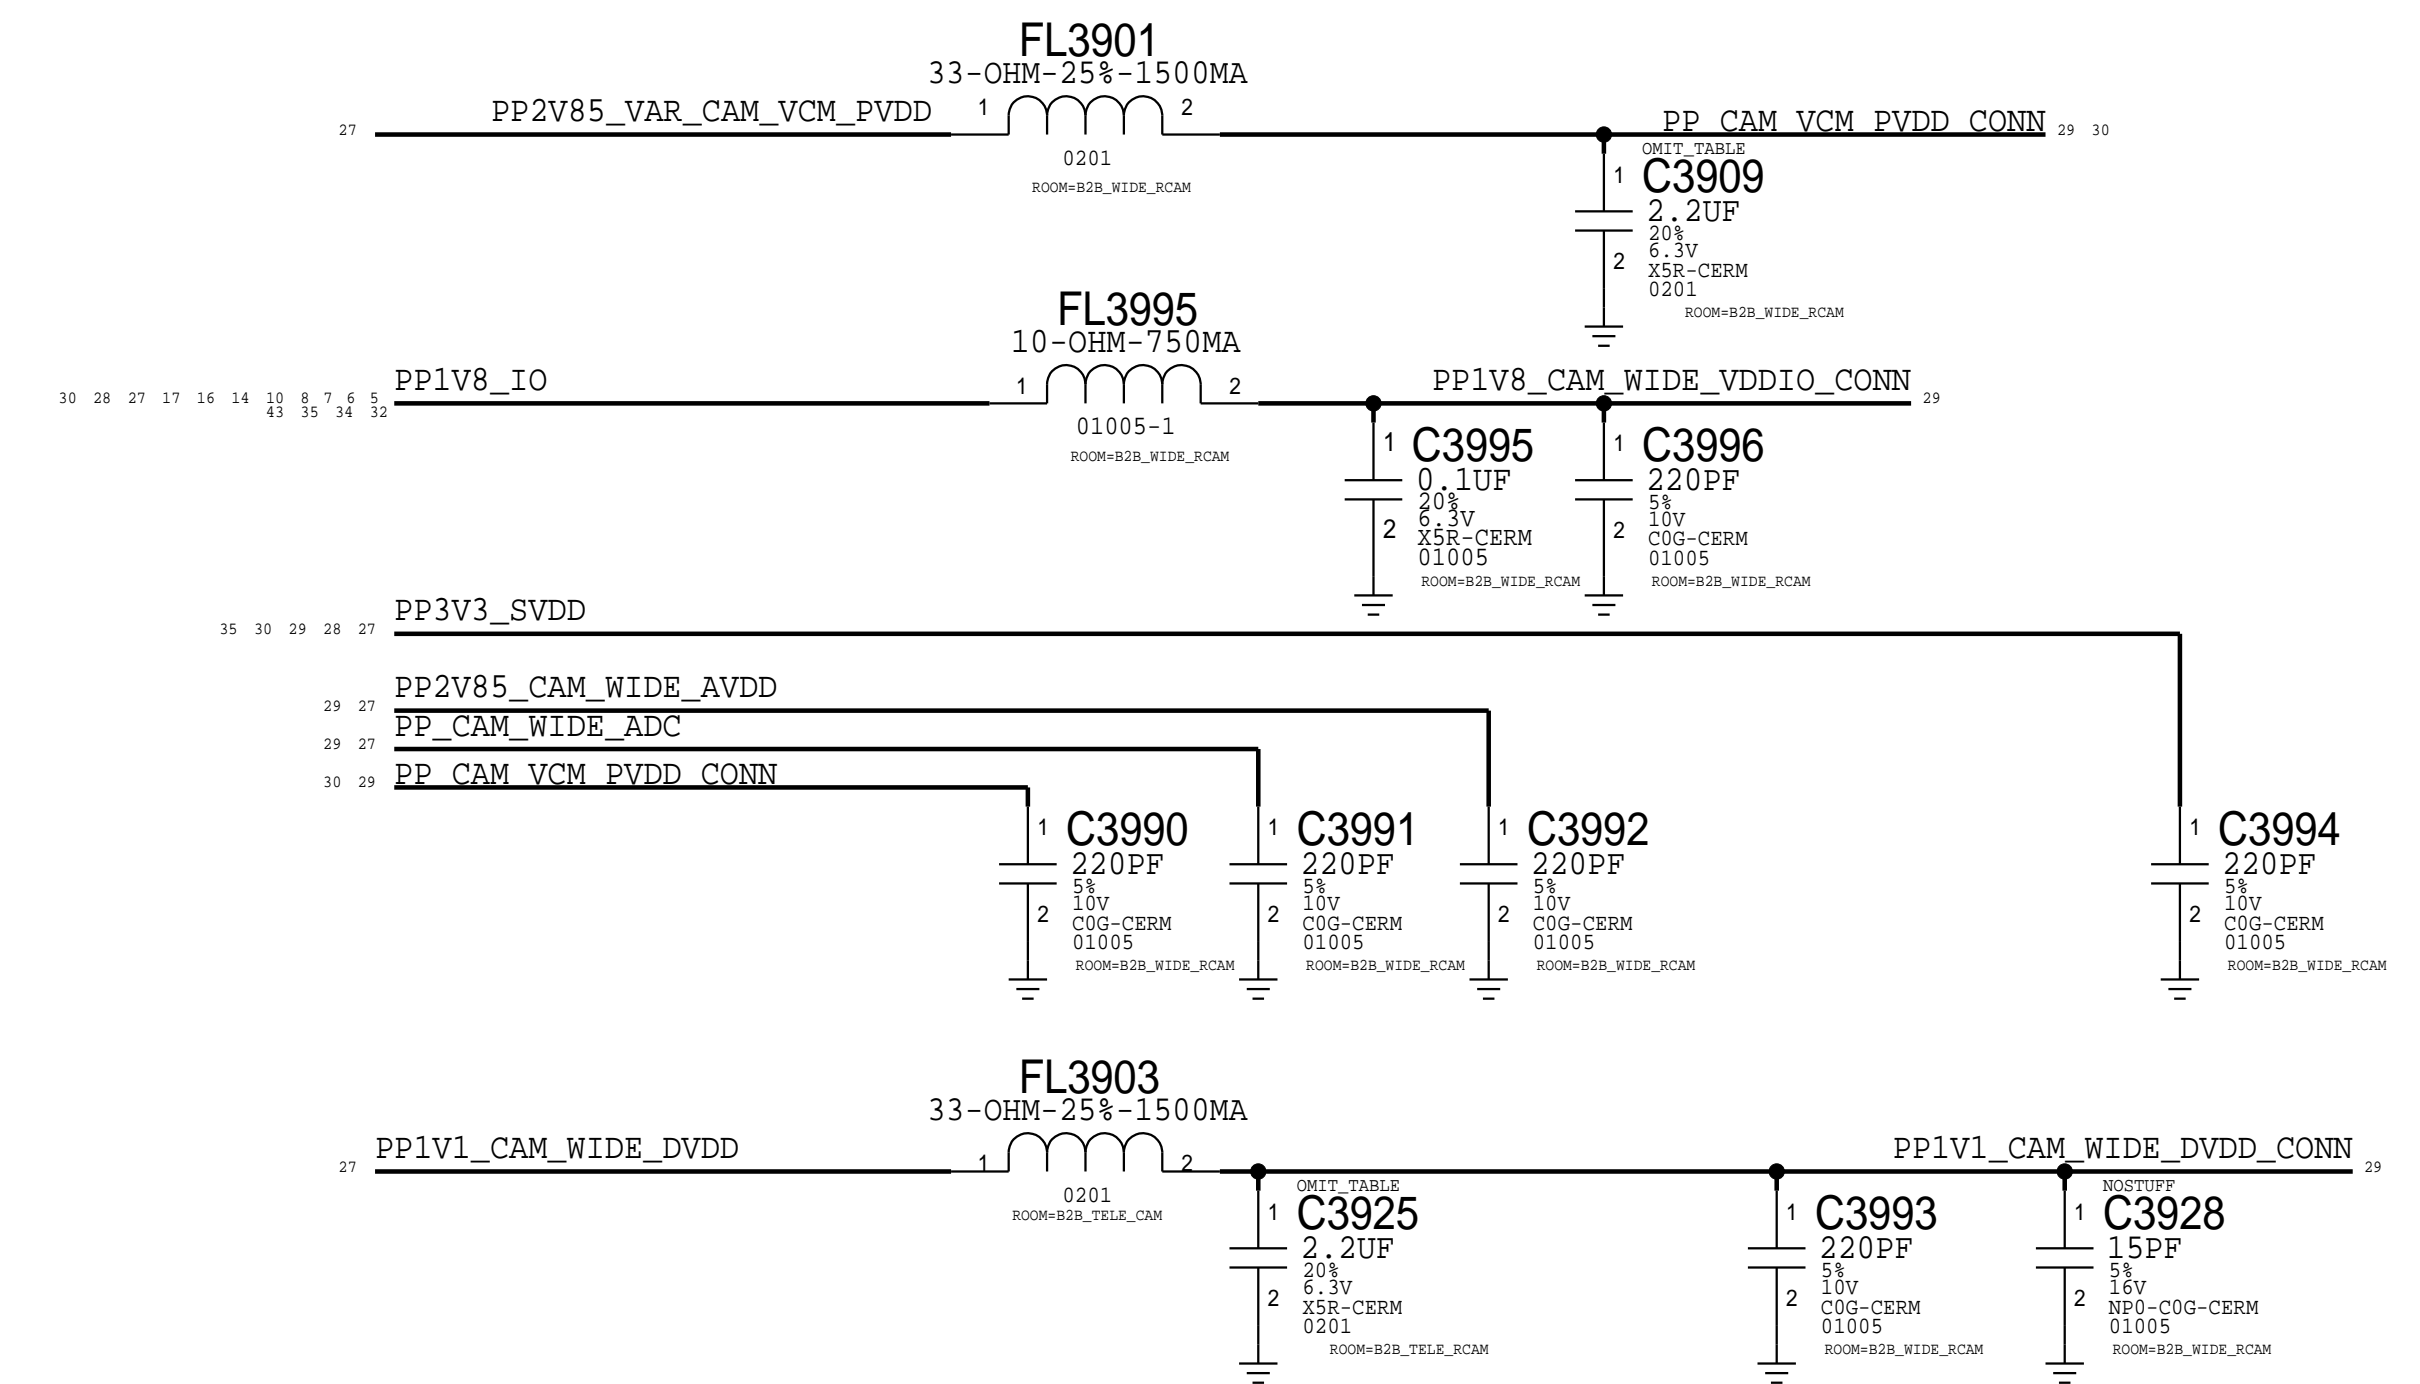 FL3901
33-OHM-25%-1500MA
27 PP2V85_VAR_CAM_VCM_PVDD 1 2 PP_CAM_VCM_PVDD_CONN 29 30
0201
ROOM=B2B_WIDE_RCAM
OMIT_TABLE
1 C3909
2.2UF
20%
6.3V
2 X5R-CERM
0201
ROOM=B2B_WIDE_RCAM
FL3995
10-OHM-750MA
30 28 27 17 16 14 10 8 7 6 5 PP1V8_IO 1 2 PP1V8_CAM_WIDE_VDDIO_CONN 29
43 35 34 32
01005-1
ROOM=B2B_WIDE_RCAM
1 C3995
0.1UF
20%
6.3V
2 X5R-CERM
01005
ROOM=B2B_WIDE_RCAM
1 C3996
220PF
5%
10V
2 C0G-CERM
01005
ROOM=B2B_WIDE_RCAM
35 30 29 28 27 PP3V3_SVDD
29 27 PP2V85_CAM_WIDE_AVDD
29 27 PP_CAM_WIDE_ADC
30 29 PP_CAM_VCM_PVDD_CONN
1 C3990
220PF
5%
10V
2 C0G-CERM
01005
ROOM=B2B_WIDE_RCAM
1 C3991
220PF
5%
10V
2 C0G-CERM
01005
ROOM=B2B_WIDE_RCAM
1 C3992
220PF
5%
10V
2 C0G-CERM
01005
ROOM=B2B_WIDE_RCAM
1 C3994
220PF
5%
10V
2 C0G-CERM
01005
ROOM=B2B_WIDE_RCAM
FL3903
33-OHM-25%-1500MA
27 PP1V1_CAM_WIDE_DVDD 1 2 PP1V1_CAM_WIDE_DVDD_CONN 29
0201
ROOM=B2B_TELE_CAM
OMIT_TABLE
1 C3925
2.2UF
20%
6.3V
2 X5R-CERM
0201
ROOM=B2B_TELE_RCAM
1 C3993
220PF
5%
10V
2 C0G-CERM
01005
ROOM=B2B_WIDE_RCAM
NOSTUFF
1 C3928
15PF
5%
16V
2 NP0-C0G-CERM
01005
ROOM=B2B_WIDE_RCAM